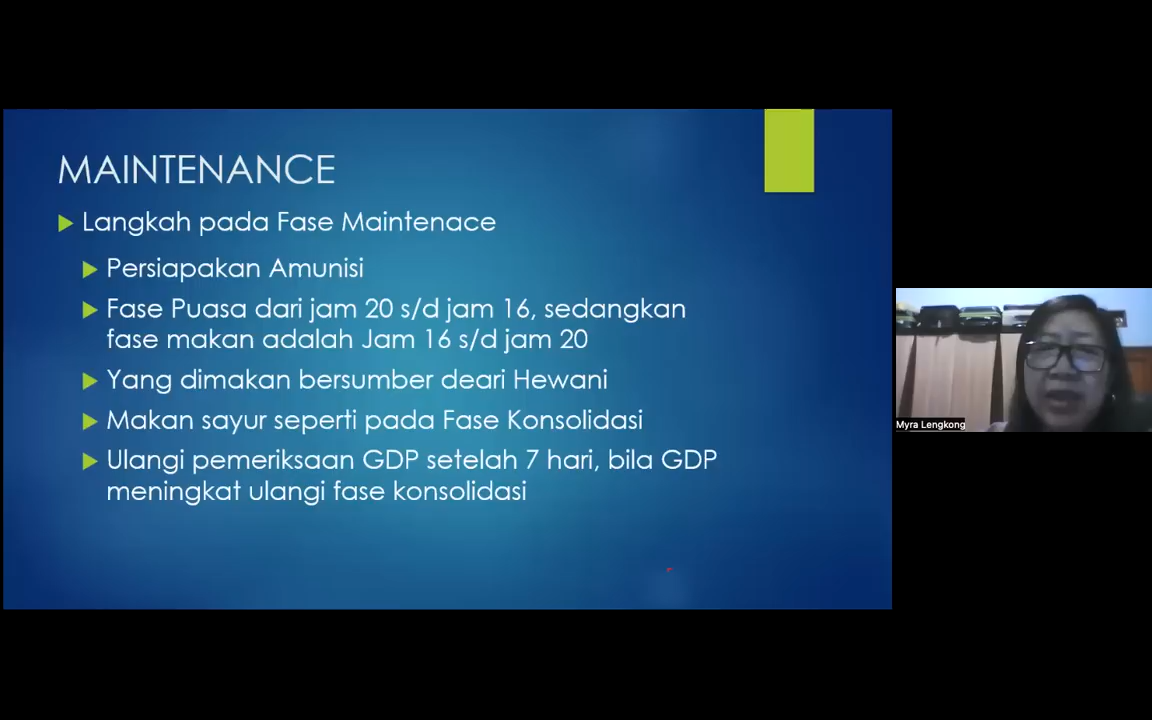 MAINTENANCE
Langkah pada Fase Maintenace
Persiapakan Amunisi
Fase Puasa dari jam 20 s/d jam 16, sedangkan
fase makan adalah Jam 16 s/d jam 20
Yang dimakan bersumber deari Hewani
Makan sayur seperti pada Fase Konsolidasi
Ulangi pemeriksaan GDP setelah 7 hari, bila GDP
meningkat ulangi fase konsolidasi
Myra Lengkong